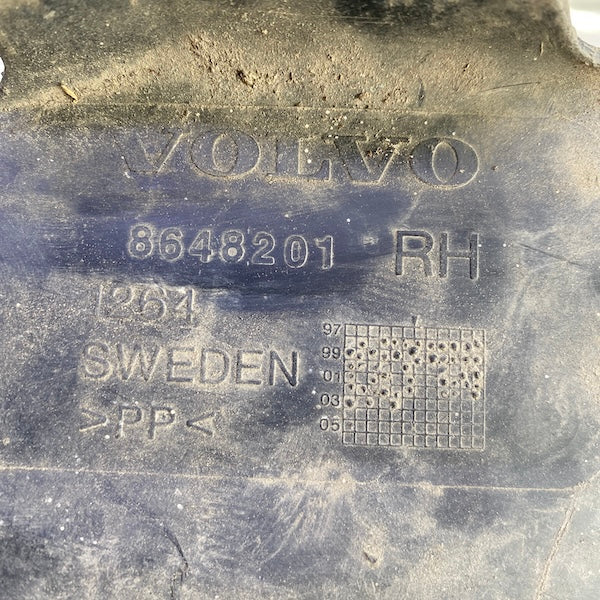 VOLVO
8648201 RH
1264
SWEDEN
>PP<
97
99
01
03
05